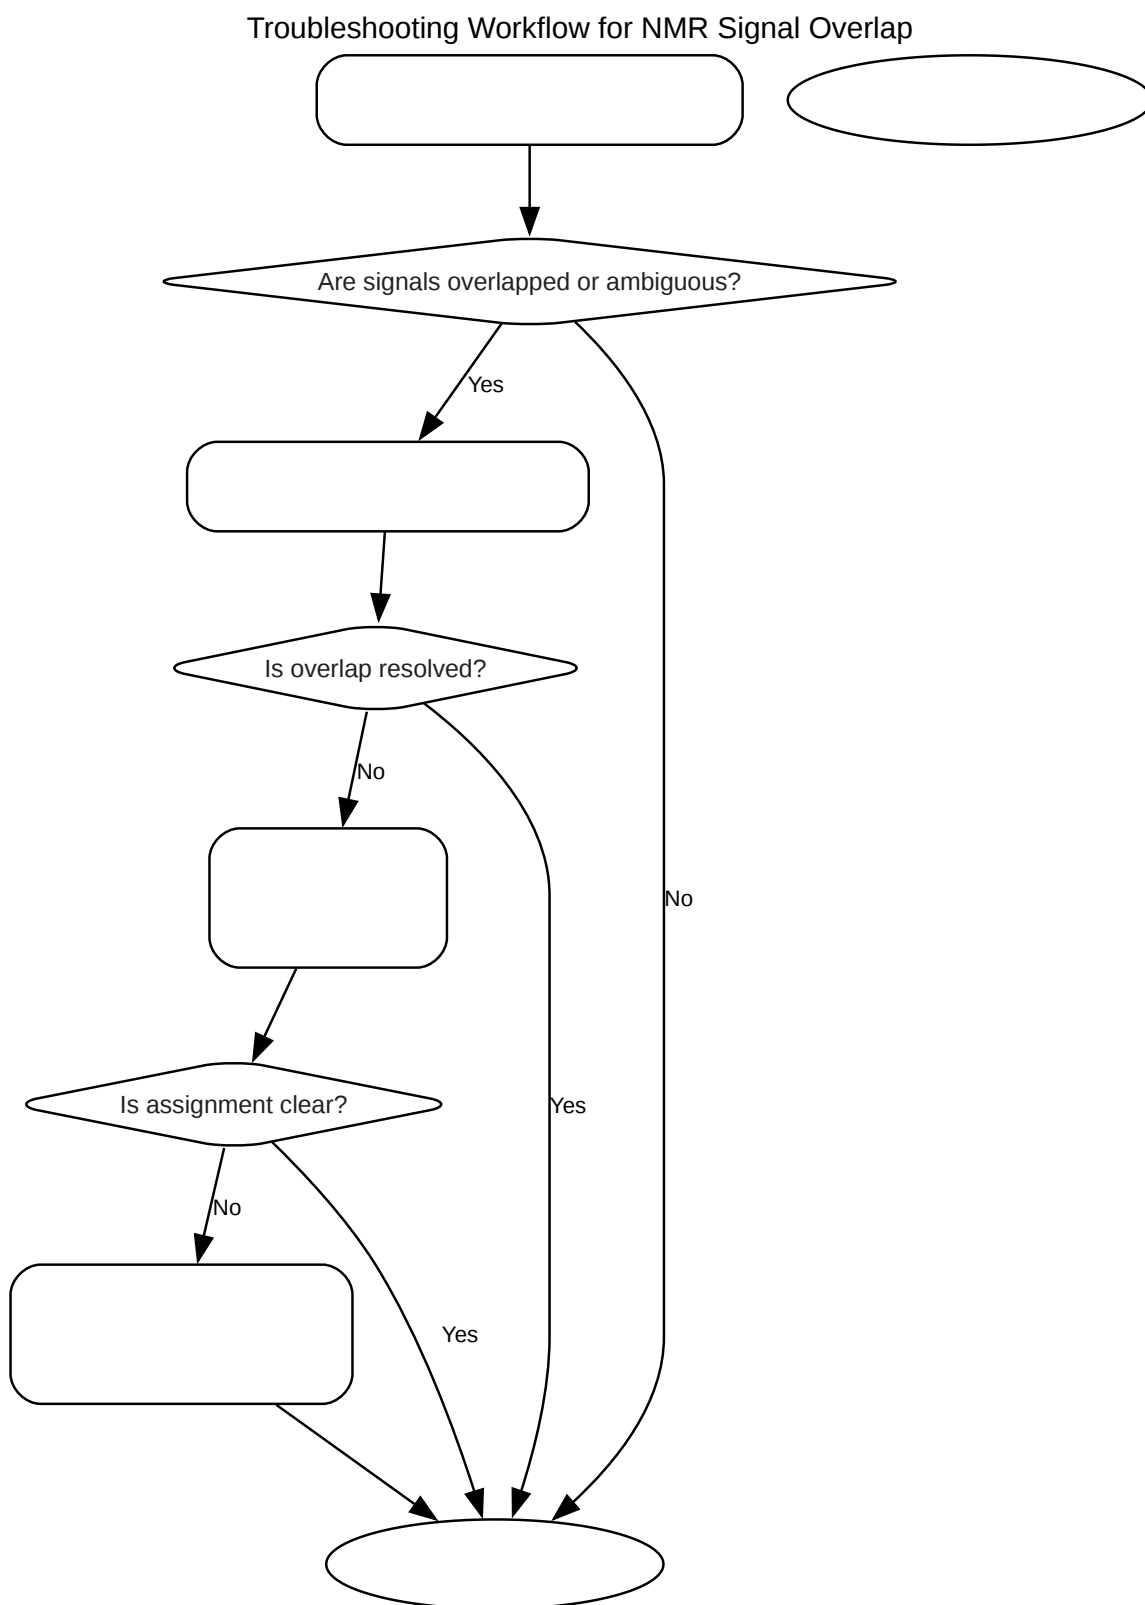 Troubleshooting Workflow for NMR Signal Overlap
Are signals overlapped or ambiguous?
Yes
Is overlap resolved?
No
No
Is assignment clear?
Yes
No
Yes